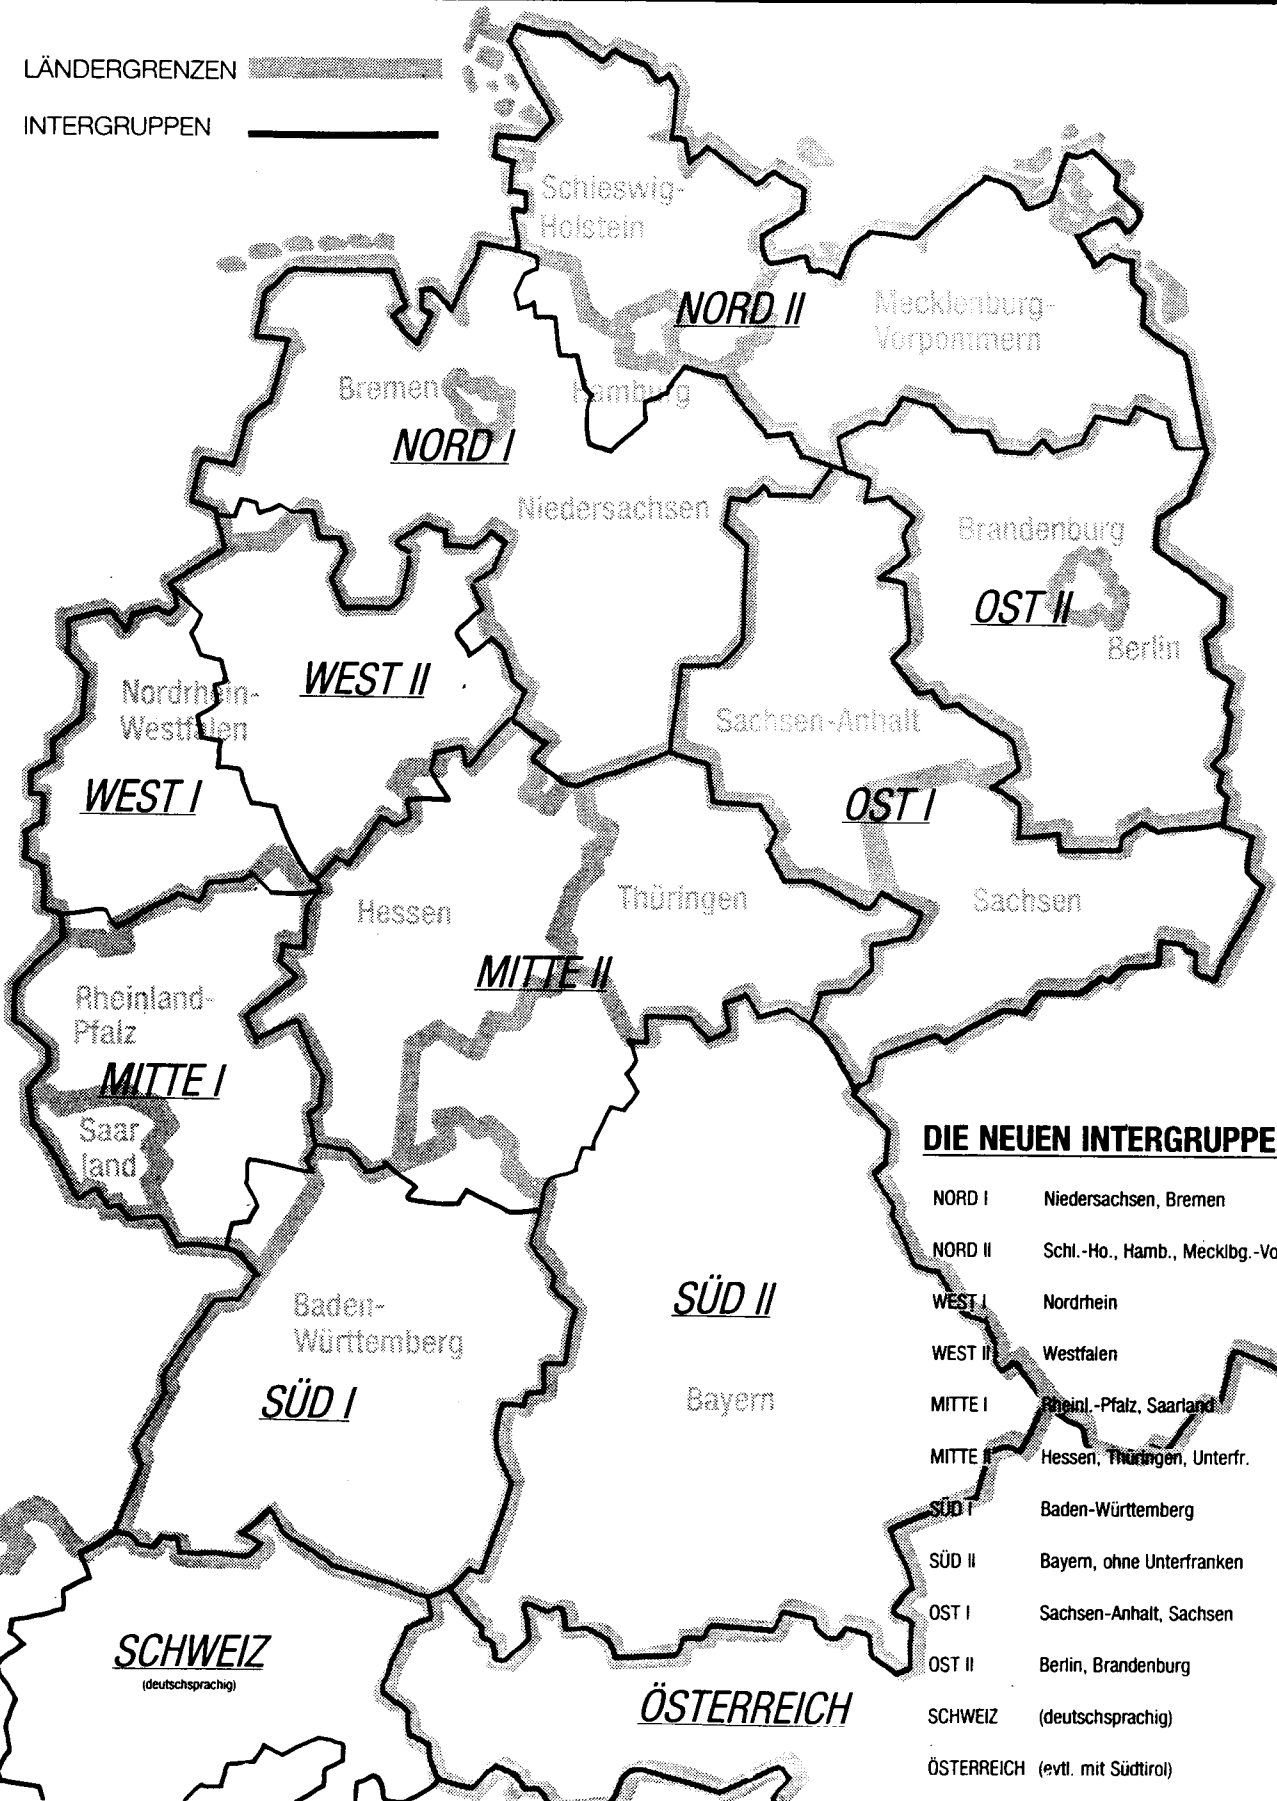 LÄNDERGRENZEN
INTERGRUPPEN
Schleswig-
Holstein
NORD II
Mecklenburg-
Vorpommern
Bremen
Hamburg
NORD I
Niedersachsen
Brandenburg
OST II
Berlin
WEST II
Nordrhein-
Westfalen
Sachsen-Anhalt
WEST I
OST I
Hessen
Thüringen
Sachsen
MITTE II
Rheinland-
Pfalz
MITTE I
Saar
land
Baden-
Württemberg
SÜD II
SÜD I
Bayern
SCHWEIZ
(deutschsprachig)
ÖSTERREICH
DIE NEUEN INTERGRUPPE
NORD I Niedersachsen, Bremen
NORD II Schl.-Ho., Hamb., Mecklbg.-Vo
WEST I Nordrhein
WEST II Westfalen
MITTE I Rheinl.-Pfalz, Saarland
MITTE II Hessen, Thüringen, Unterfr.
SÜD I Baden-Württemberg
SÜD II Bayern, ohne Unterfranken
OST I Sachsen-Anhalt, Sachsen
OST II Berlin, Brandenburg
SCHWEIZ (deutschsprachig)
ÖSTERREICH (evtl. mit Südtirol)